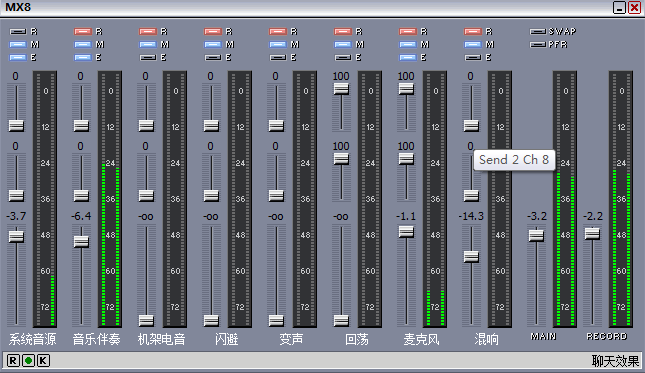 MX8
R R R R R R R R SWAP
M M M M M M M M PFR
E E E E E E E E
0 0 0 0 0 100 100 0
0 0 0 0 0 0 0 0 0 0
12 12 12 12 12 12 12 12 12 12
0 0 0 0 0 100 100 0
24 24 24 24 24 24 24 24 24 24
Send 2 Ch 8
36 36 36 36 36 36 36 36 36 36
-3.7 -6.4 -oo -oo -oo -oo -1.1 -14.3 -3.2 -2.2
48 48 48 48 48 48 48 48 48 48
60 60 60 60 60 60 60 60 60 60
72 72 72 72 72 72 72 72 72 72
系统音源 音乐伴奏 机架电音 闪避 变声 回荡 麦克风 混响 MAIN RECORD
R K 聊天效果